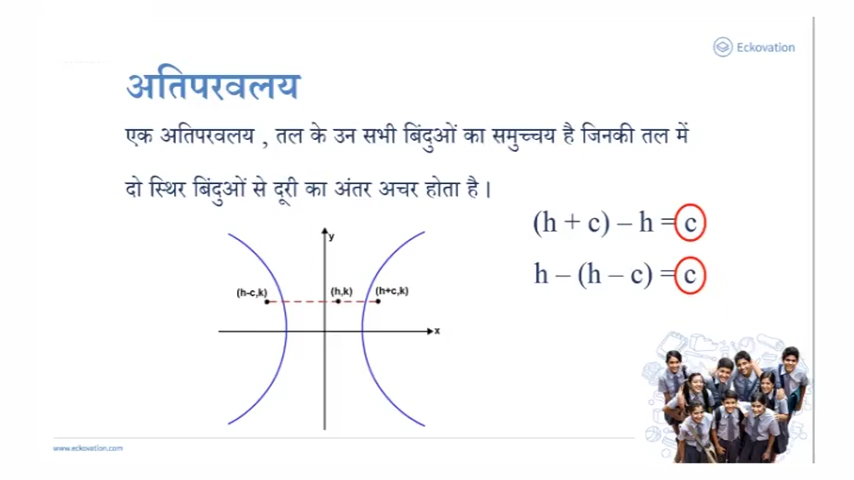 Eckovation
अतिपरवलय
एक अतिपरवलय , तल के उन सभी बिंदुओं का समुच्चय है जिनकी तल में
दो स्थिर बिंदुओं से दूरी का अंतर अचर होता है ।
(h + c) – h = c
h – (h – c) = c
y
(h-c,k) (h,k) (h+c,k)
x
www.eckovation.com